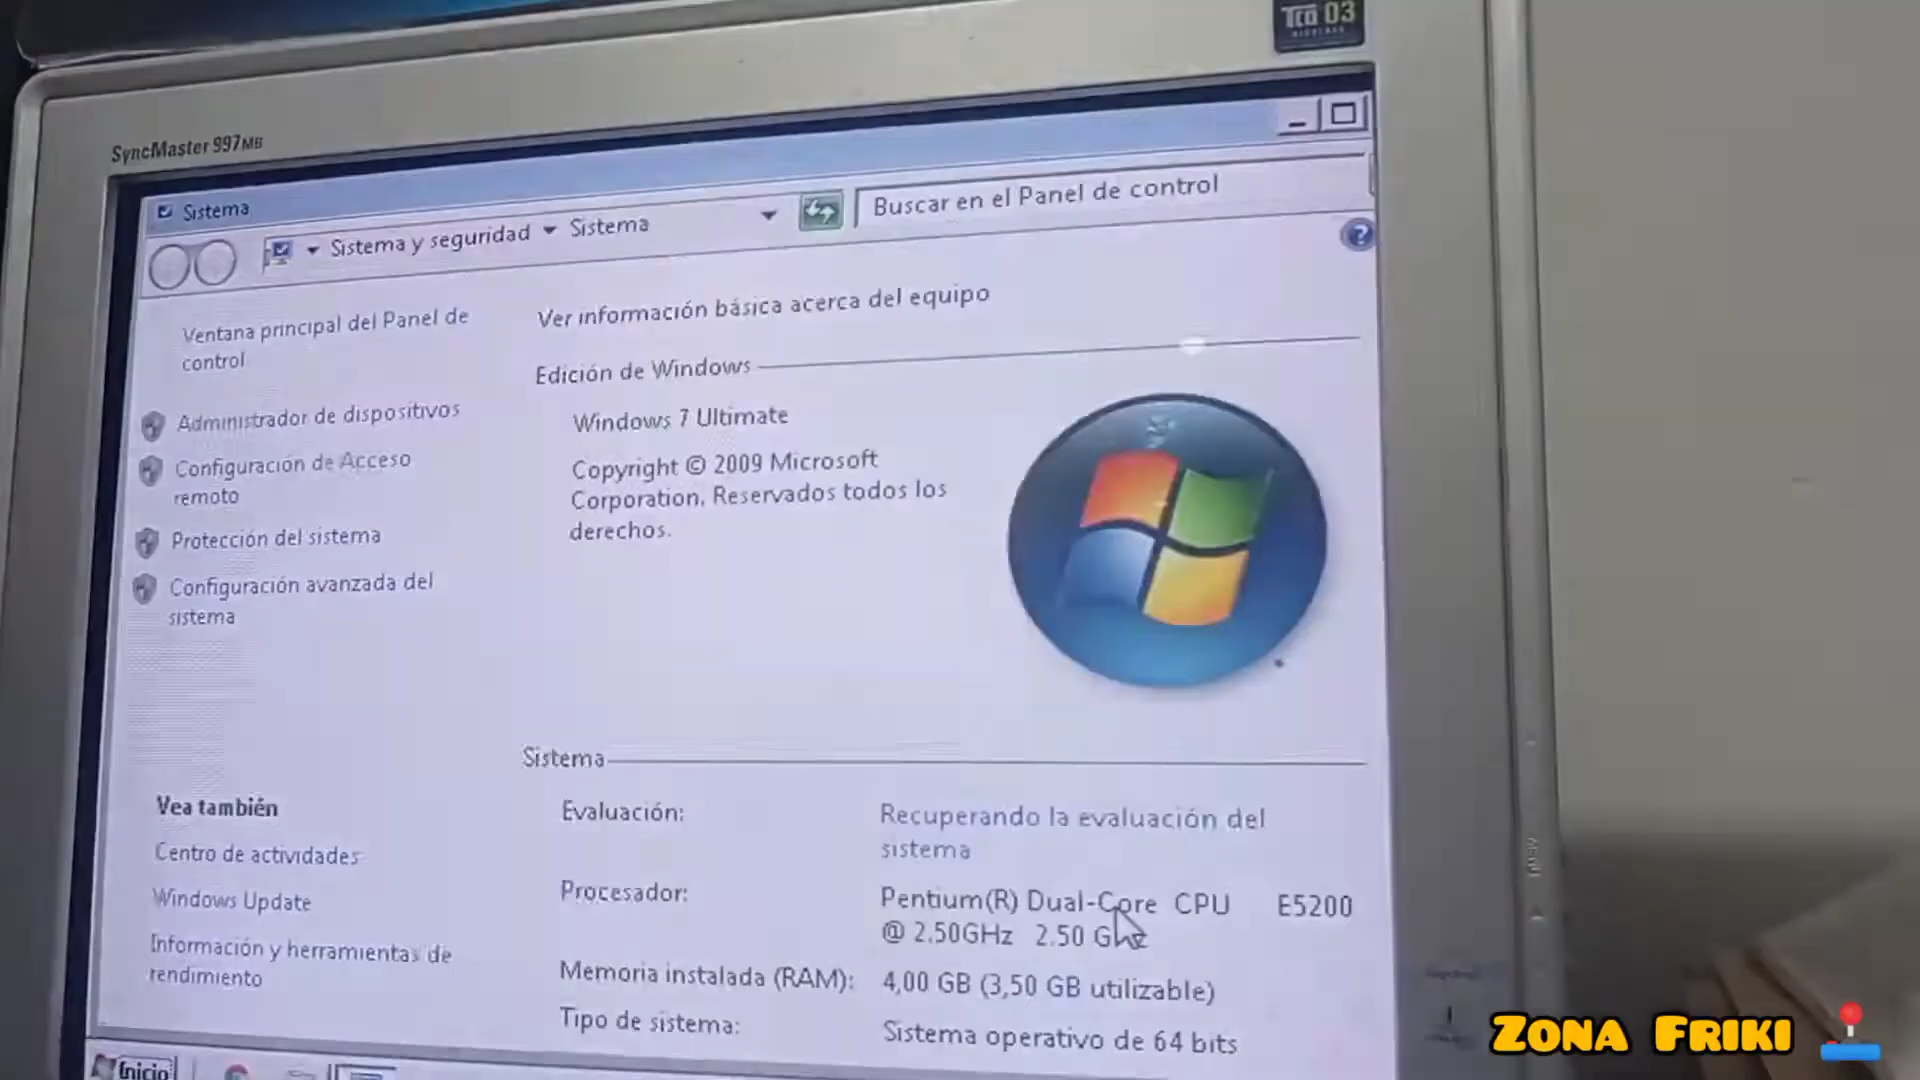 TCO 03
SyncMaster 997MB
Sistema
Sistema y seguridad
Sistema
Buscar en el Panel de control
?
Ventana principal del Panel de
control
Administrador de dispositivos
Configuración de Acceso
remoto
Protección del sistema
Configuración avanzada del
sistema
Vea también
Centro de actividades
Windows Update
Información y herramientas de
rendimiento
Ver información básica acerca del equipo
Edición de Windows
Windows 7 Ultimate
Copyright © 2009 Microsoft
Corporation. Reservados todos los
derechos.
Sistema
Evaluación:
Recuperando la evaluación del
sistema
Procesador:
Pentium(R) Dual-Core CPU E5200
@ 2.50GHz 2.50 GHz
Memoria instalada (RAM):
4,00 GB (3,50 GB utilizable)
Tipo de sistema:
Sistema operativo de 64 bits
Inicio
ZONA FRIKI